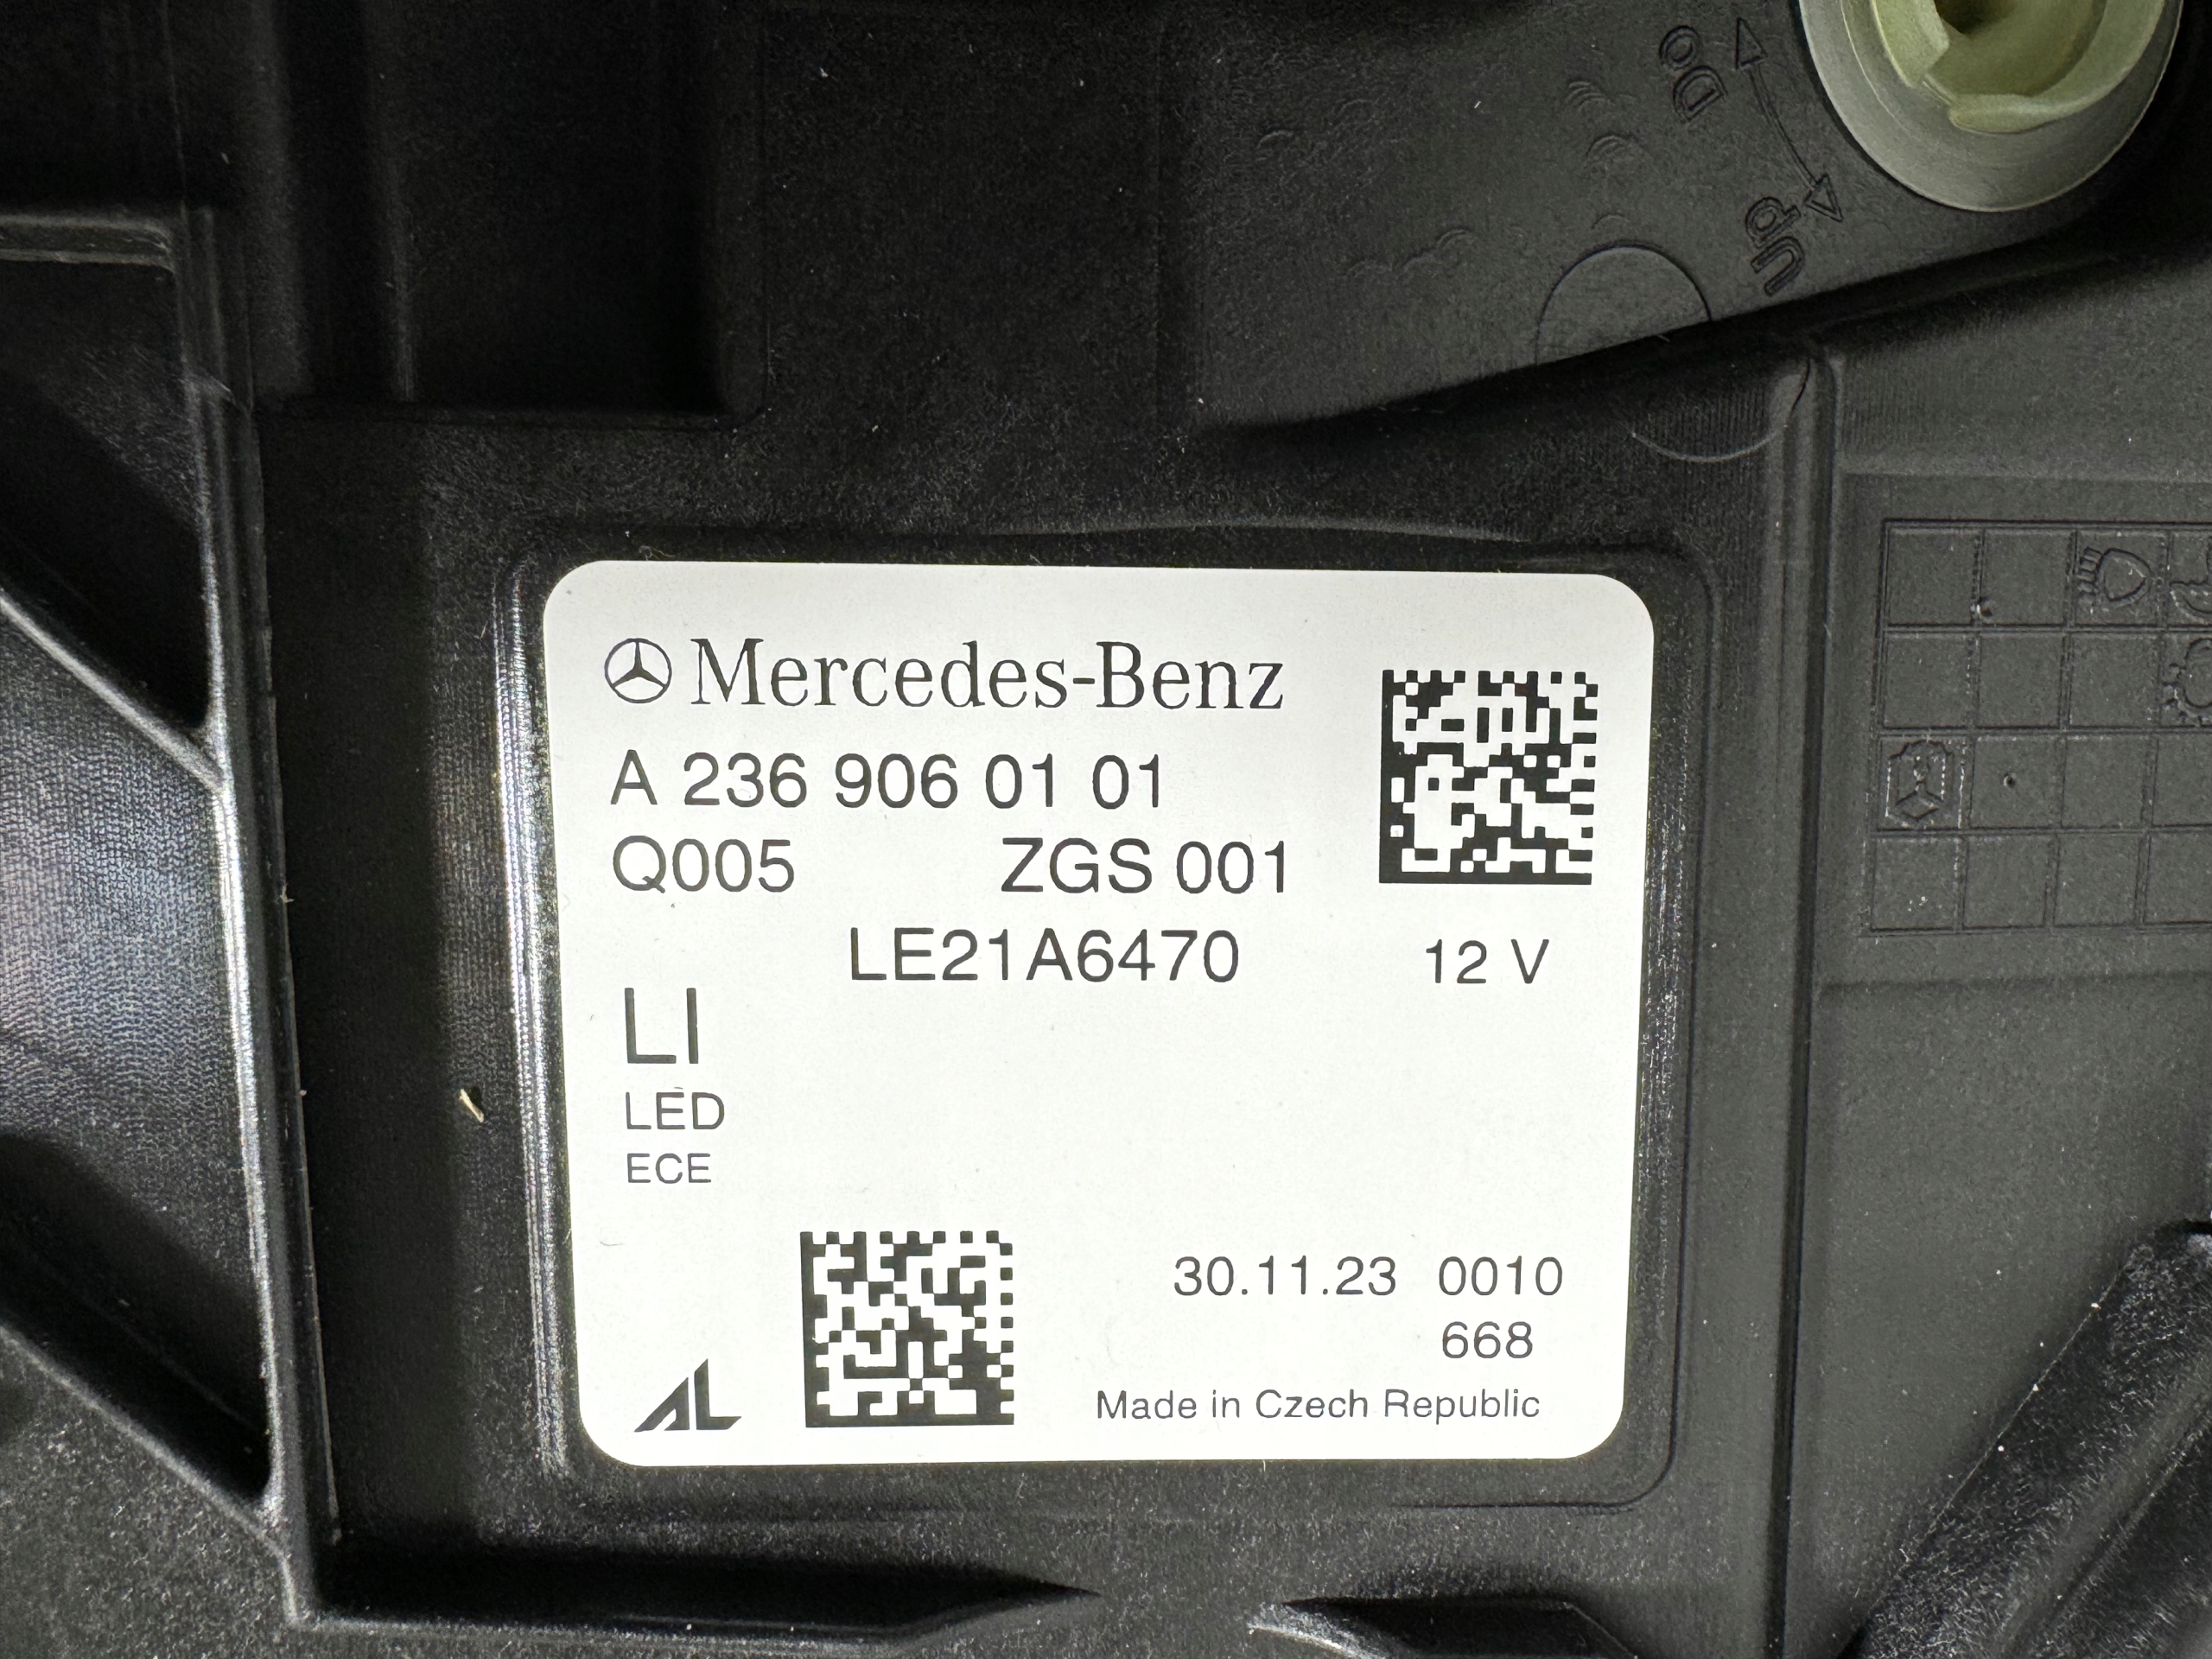 Do
Up
Mercedes-Benz
A 236 906 01 01
Q005 ZGS 001
LE21A6470 12 V
LI
LED
ECE
30.11.23 0010
668
AL
Made in Czech Republic